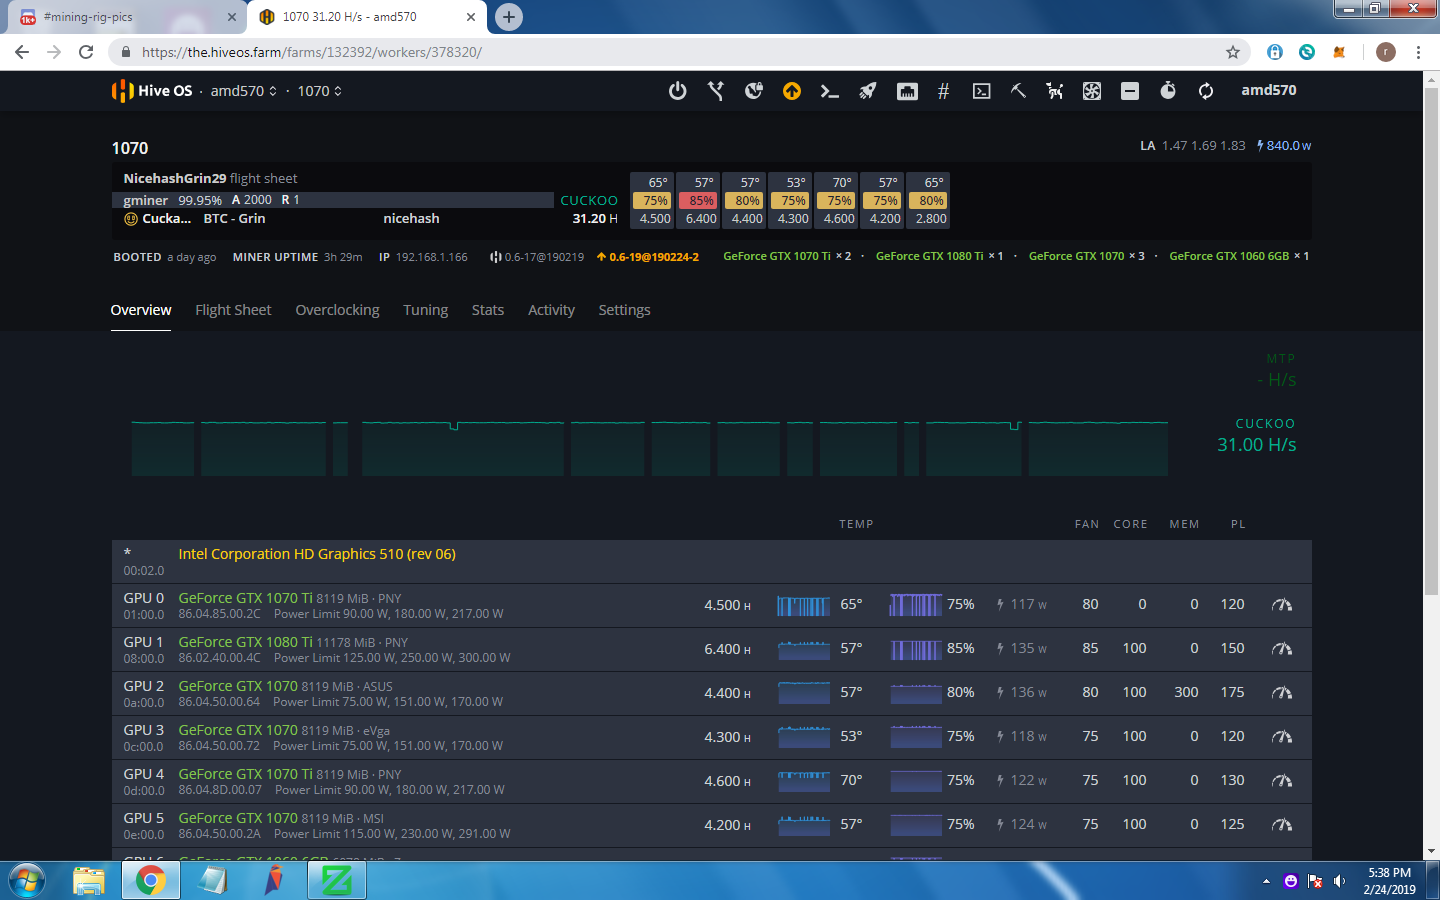 1k+ #mining-rig-pics
1070 31.20 H/s - amd570
https://the.hiveos.farm/farms/132392/workers/378320/
r
Hive OS · amd570 · 1070
amd570
1070
LA 1.47 1.69 1.83 840.0 W
NicehashGrin29 flight sheet
65° 57° 57° 53° 70° 57° 65°
gminer 99.95% A 2000 R 1 CUCKOO
75% 85% 80% 75% 75% 75% 80%
Cucka... BTC - Grin nicehash 31.20 H
4.500 6.400 4.400 4.300 4.600 4.200 2.800
BOOTED a day ago MINER UPTIME 3h 29m IP 192.168.1.166 0.6-17@190219 0.6-19@190224-2 GeForce GTX 1070 Ti × 2 · GeForce GTX 1080 Ti × 1 · GeForce GTX 1070 × 3 · GeForce GTX 1060 6GB × 1
Overview Flight Sheet Overclocking Tuning Stats Activity Settings
MTP
- H/s
CUCKOO
31.00 H/s
TEMP FAN CORE MEM PL
* Intel Corporation HD Graphics 510 (rev 06)
00:02.0
GPU 0 GeForce GTX 1070 Ti 8119 MiB · PNY 4.500 H 65° 75% 117 W 80 0 0 120
01:00.0 86.04.85.00.2C Power Limit 90.00 W, 180.00 W, 217.00 W
GPU 1 GeForce GTX 1080 Ti 11178 MiB · PNY 6.400 H 57° 85% 135 W 85 100 0 150
08:00.0 86.02.40.00.4C Power Limit 125.00 W, 250.00 W, 300.00 W
GPU 2 GeForce GTX 1070 8119 MiB · ASUS 4.400 H 57° 80% 136 W 80 100 300 175
0a:00.0 86.04.50.00.64 Power Limit 75.00 W, 151.00 W, 170.00 W
GPU 3 GeForce GTX 1070 8119 MiB · eVga 4.300 H 53° 75% 118 W 75 100 0 120
0c:00.0 86.04.50.00.72 Power Limit 75.00 W, 151.00 W, 170.00 W
GPU 4 GeForce GTX 1070 Ti 8119 MiB · PNY 4.600 H 70° 75% 122 W 75 100 0 130
0d:00.0 86.04.8D.00.07 Power Limit 90.00 W, 180.00 W, 217.00 W
GPU 5 GeForce GTX 1070 8119 MiB · MSI 4.200 H 57° 75% 124 W 75 100 0 125
0e:00.0 86.04.50.00.2A Power Limit 115.00 W, 230.00 W, 291.00 W
GPU 6 GeForce GTX 1060 6GB
5:38 PM
2/24/2019